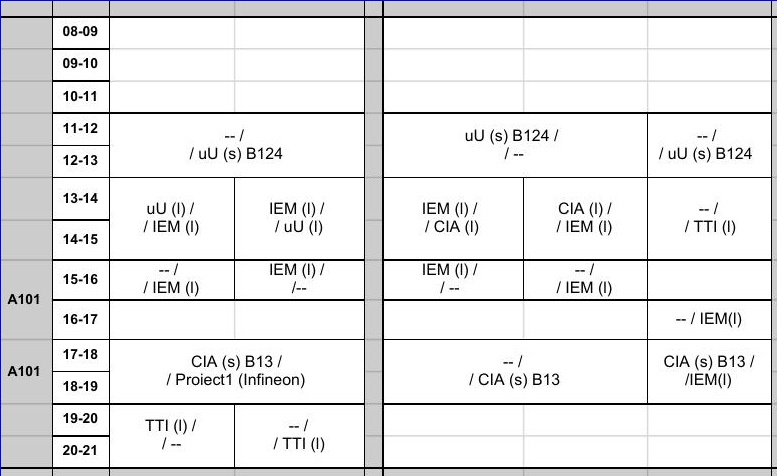 08-09
09-10
10-11
11-12
-- /
/ uU (s) B124
uU (s) B124 /
/ --
-- /
/ uU (s) B124
12-13
13-14
uU (l) /
/ IEM (l)
IEM (l) /
/ uU (l)
IEM (l) /
/ CIA (l)
CIA (l) /
/ IEM (l)
-- /
/ TTI (l)
14-15
A101
15-16
-- /
/ IEM (l)
IEM (l) /
/--
IEM (l) /
/ --
-- /
/ IEM (l)
16-17
-- / IEM(l)
A101
17-18
CIA (s) B13 /
/ Proiect1 (Infineon)
-- /
/ CIA (s) B13
CIA (s) B13 /
/IEM(l)
18-19
19-20
TTI (l) /
/ --
-- /
/ TTI (l)
20-21